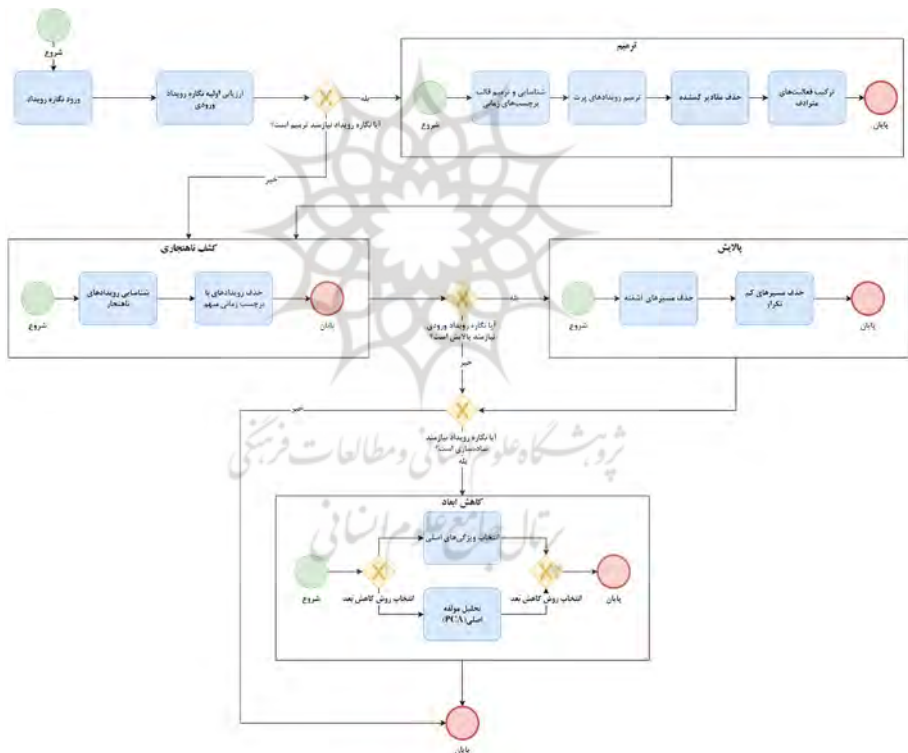 شروع
ورود نگاره رویداد
ارزیابی اولیه نگاره رویداد
ورودی
آیا نگاره رویداد نیازمند ترمیم است؟
بله
خیر
ترمیم
شروع
شناسایی و ترمیم قالب
برچسب‌های زمانی
ترمیم رویدادهای پرت
حذف مقادیر گمشده
ترکیب فعالیت‌های
مترادف
پایان
کشف ناهنجاری
شروع
شناسایی رویدادهای
ناهنجار
حذف رویدادهای با
برچسب زمانی مبهم
پایان
آیا نگاره رویداد ورودی
نیازمند پالایش است؟
بله
خیر
پالایش
شروع
حذف مسیرهای آشفته
حذف مسیرهای کم
تکرار
پایان
خیر
آیا نگاره رویداد نیازمند
ساده‌سازی است؟
بله
پژوهشگاه علوم انسانی و مطالعات فرهنگی
پرتال جامع علوم انسانی
کاهش ابعاد
شروع
انتخاب روش کاهش بعد
انتخاب ویژگی‌های اصلی
تحلیل مولفه
اصلی(PCA)
انتخاب روش کاهش بعد
پایان
پایان